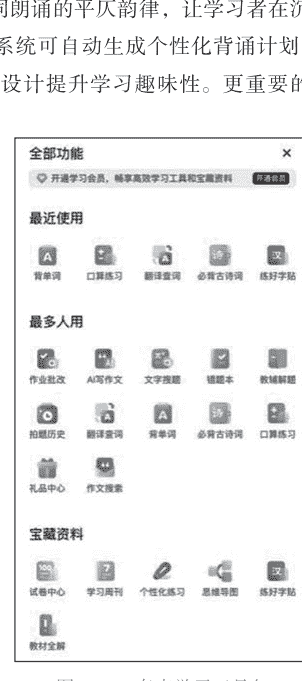 词朗诵的平仄韵律，让学习者在沉
系统可自动生成个性化背诵计划
设计提升学习趣味性。更重要的
全部功能 ×
开通学习会员，畅享高效学习工具和宝藏资料 开通会员
最近使用
背单词 口算练习 翻译查词 必背古诗词 练好字贴
最多人用
作业批改 AI写作文 文字搜题 错题本 教辅解题
拍题历史 翻译查词 背单词 必背古诗词 口算练习
礼品中心 作文搜索
宝藏资料
试卷中心 学习周刊 个性化练习 思维导图 练好字贴
教材全解